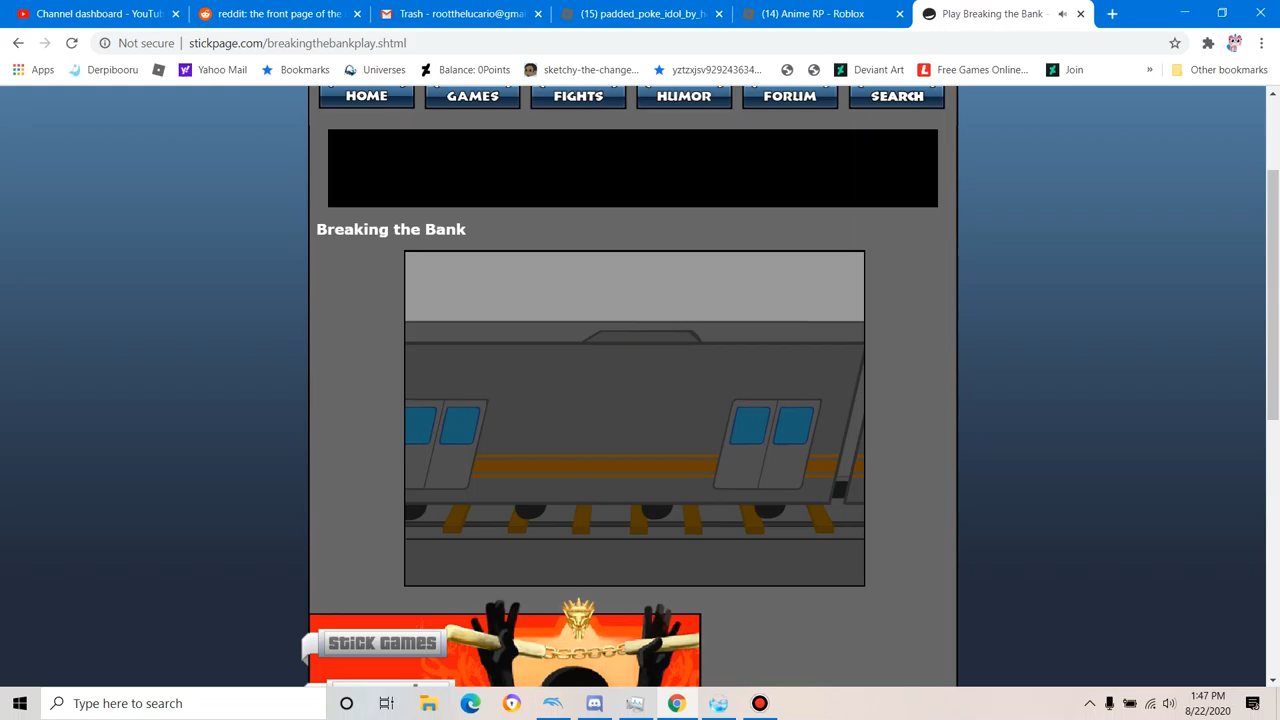 Channel dashboard - YouTub
reddit: the front page of the
Trash - rootthelucario@gma
(15) padded_poke_idol_by_h
(14) Anime RP - Roblox
Play Breaking the Bank -
Not secure | stickpage.com/breakingthebankplay.shtml
Apps
Derpibooru
Yahoo Mail
Bookmarks
Universes
Balance: 0Points
sketchy-the-change...
yztzxjsv929243634...
Deviant Art
Free Games Online...
Join
»
Other bookmarks
HOME
GAMES
FIGHTS
HUMOR
FORUM
SEARCH
Breaking the Bank
STICK GAMES
Type here to search
1:47 PM
8/22/2020